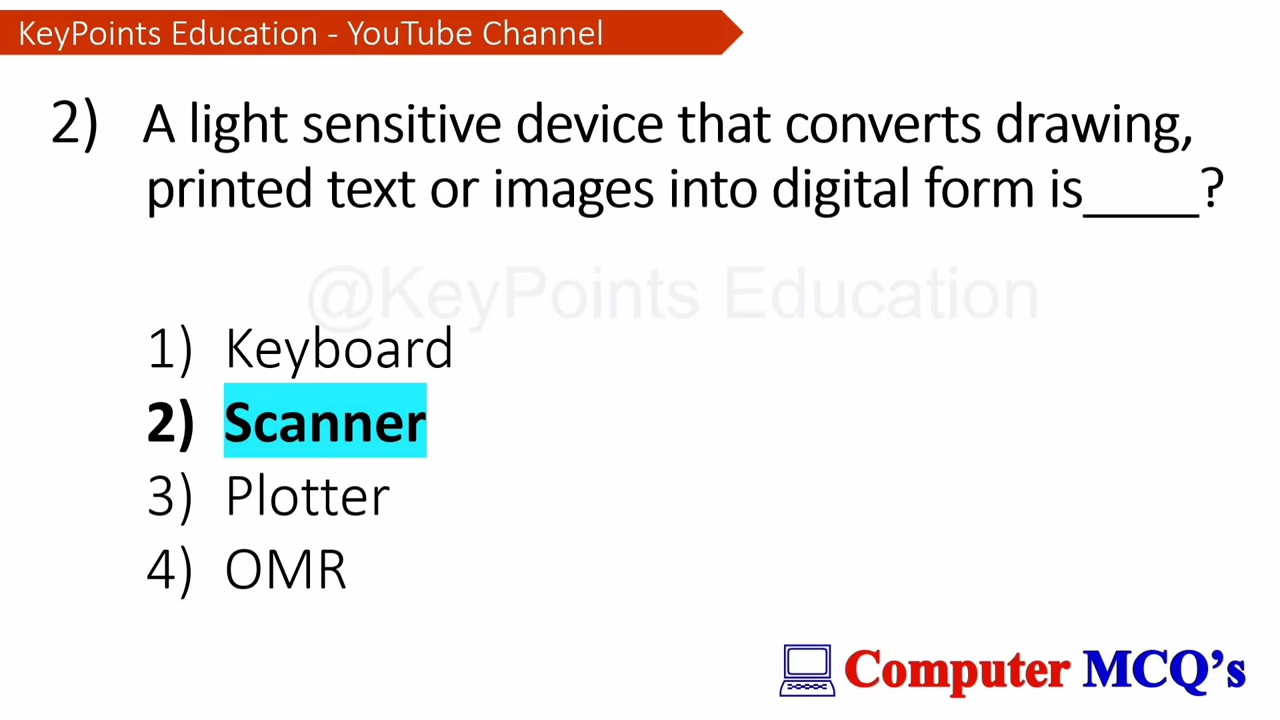 KeyPoints Education - YouTube Channel
2) A light sensitive device that converts drawing,
printed text or images into digital form is____?
@KeyPoints Education
1) Keyboard
2) Scanner
3) Plotter
4) OMR
Computer MCQ's